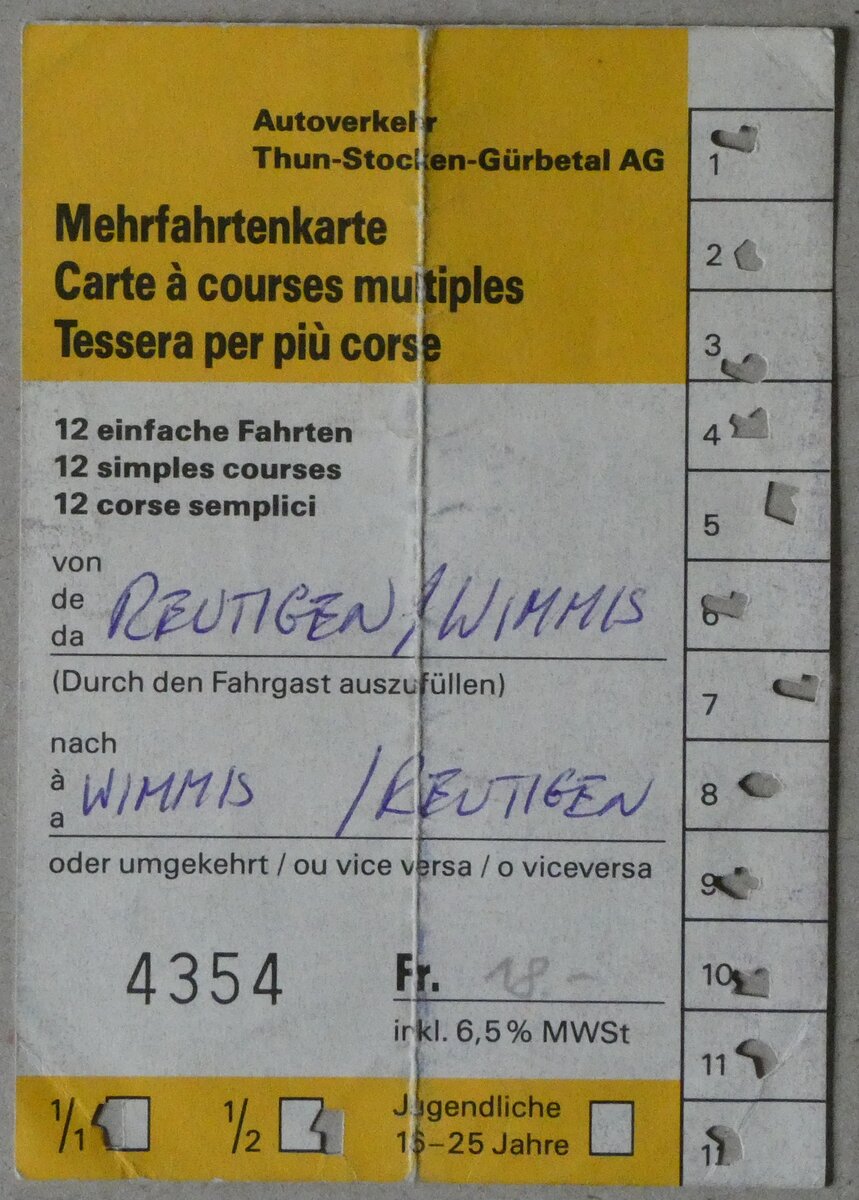 Autoverkehr
Thun-Stocken-Gürbetal AG
Mehrfahrtenkarte
Carte à courses multiples
Tessera per più corse
12 einfache Fahrten
12 simples courses
12 corse semplici
von
de
da REUTIGEN/WIMMIS
(Durch den Fahrgast auszufüllen)
nach
à WIMMIS /REUTIGEN
a
oder umgekehrt / ou vice versa / o viceversa
4354 Fr. 18.-
inkl. 6,5% MWSt
1/1 1/2 Jugendliche
16–25 Jahre
1
2
3
4
5
6
7
8
9
10
11
12